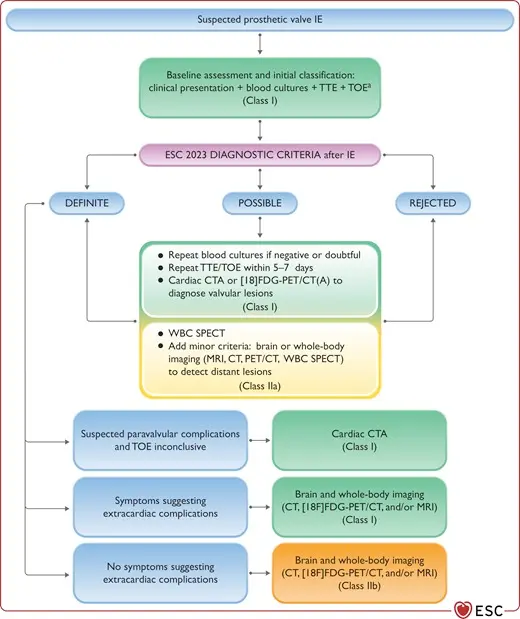 Suspected prosthetic valve IE
Baseline assessment and initial classification:
clinical presentation + blood cultures + TTE + TOEᵃ
(Class I)
ESC 2023 DIAGNOSTIC CRITERIA after IE
DEFINITE
POSSIBLE
REJECTED
● Repeat blood cultures if negative or doubtful
● Repeat TTE/TOE within 5–7 days
● Cardiac CTA or [18]FDG-PET/CT(A) to
diagnose valvular lesions
(Class I)
● WBC SPECT
● Add minor criteria: brain or whole-body
imaging (MRI, CT, PET/CT, WBC SPECT)
to detect distant lesions
(Class IIa)
Suspected paravalvular complications
and TOE inconclusive
Cardiac CTA
(Class I)
Symptoms suggesting
extracardiac complications
Brain and whole-body imaging
(CT, [18F]FDG-PET/CT, and/or MRI)
(Class I)
No symptoms suggesting
extracardiac complications
Brain and whole-body imaging
(CT, [18F]FDG-PET/CT, and/or MRI)
(Class IIb)
ESC